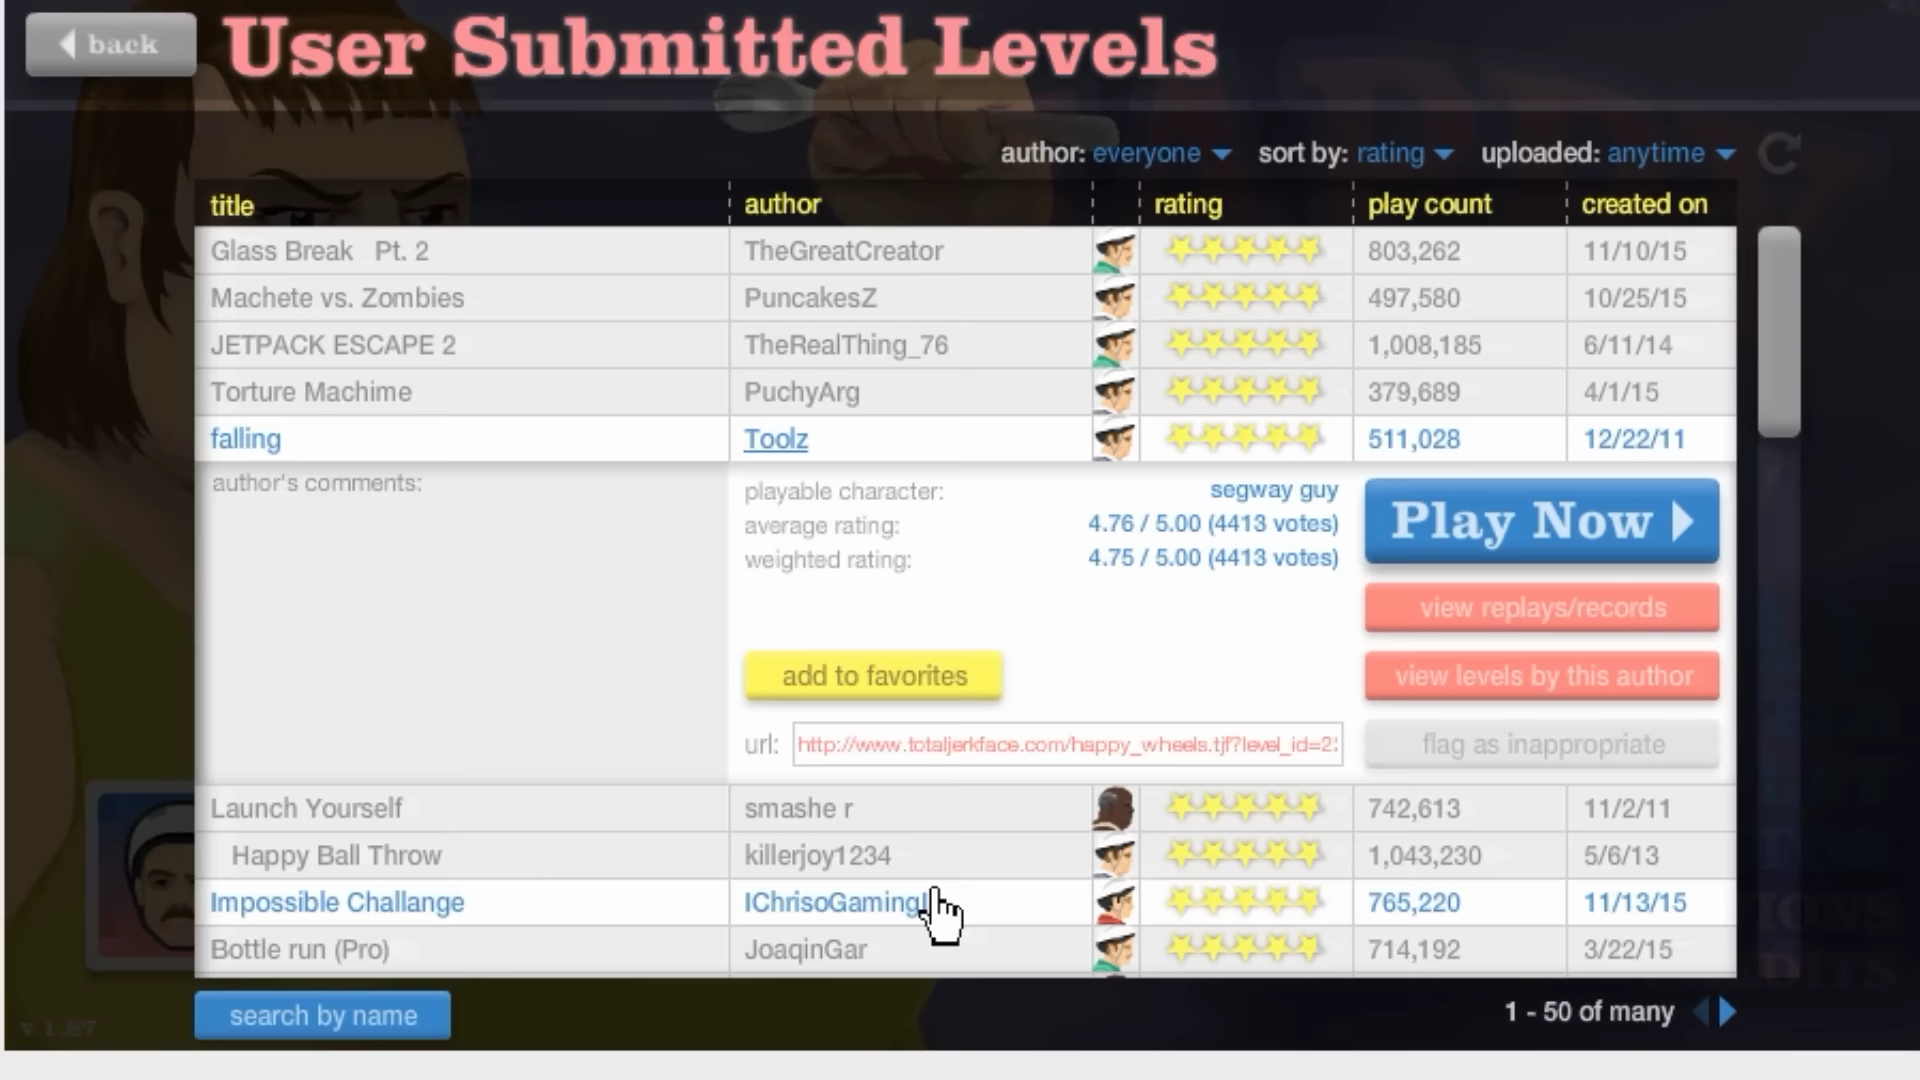 back
User Submitted Levels
author: everyone sort by: rating uploaded: anytime
title author rating play count created on
Glass Break Pt. 2 TheGreatCreator 803,262 11/10/15
Machete vs. Zombies PuncakesZ 497,580 10/25/15
JETPACK ESCAPE 2 TheRealThing_76 1,008,185 6/11/14
Torture Machime PuchyArg 379,689 4/1/15
falling Toolz 511,028 12/22/11
author's comments:
playable character: segway guy
average rating: 4.76 / 5.00 (4413 votes)
weighted rating: 4.75 / 5.00 (4413 votes)
Play Now
view replays/records
add to favorites
view levels by this author
url: http://www.totaljerkface.com/happy_wheels.tjf?level_id=2
flag as inappropriate
Launch Yourself smashe r 742,613 11/2/11
Happy Ball Throw killerjoy1234 1,043,230 5/6/13
Impossible Challange IChrisoGaming 765,220 11/13/15
Bottle run (Pro) JoaqinGar 714,192 3/22/15
search by name
1 - 50 of many
v 1.87